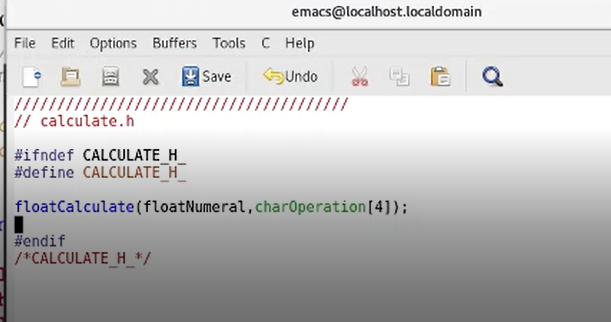 emacs@localhost.localdomain
File Edit Options Buffers Tools C Help
Save Undo
///////////////////////////////////////
// calculate.h
#ifndef CALCULATE_H_
#define CALCULATE_H_
floatCalculate(floatNumeral,charOperation[4]);
#endif
/*CALCULATE_H_*/